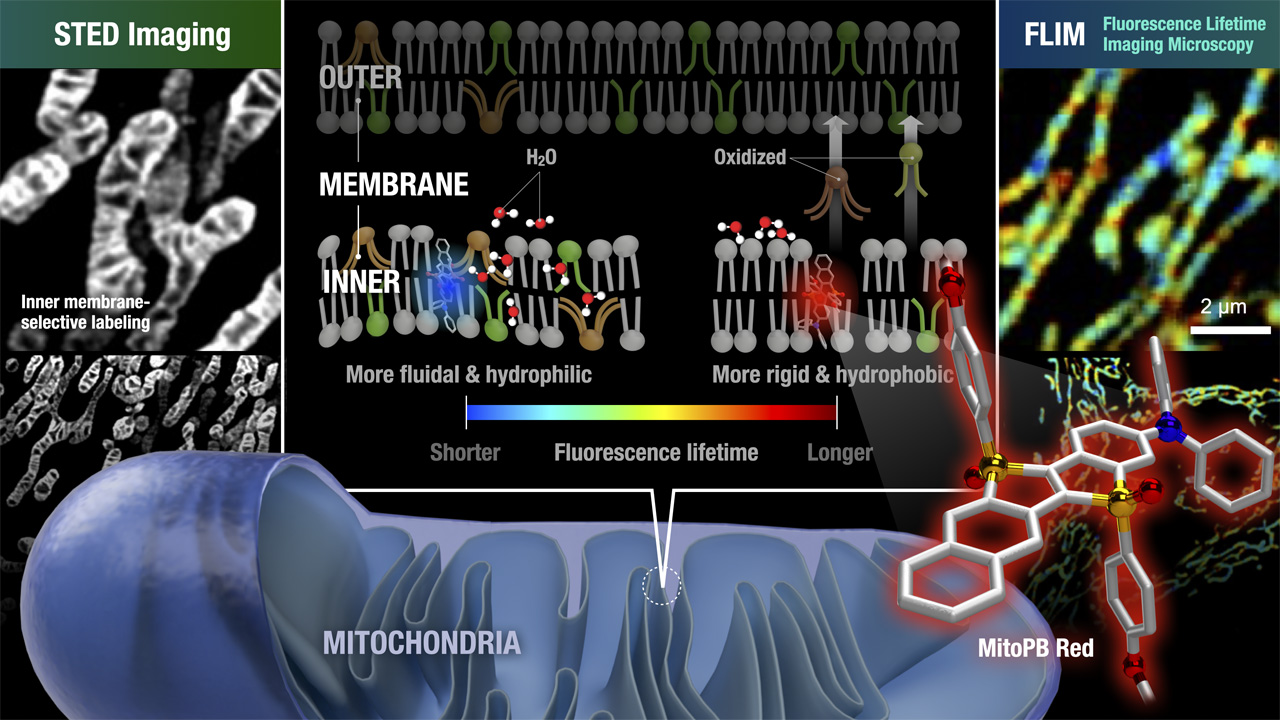 STED Imaging
Inner membrane-
selective labeling
OUTER
MEMBRANE
INNER
H₂O
Oxidized
More fluidal & hydrophilic
More rigid & hydrophobic
Shorter
Fluorescence lifetime
Longer
MITOCHONDRIA
FLIM
Fluorescence Lifetime
Imaging Microscopy
2 μm
MitoPB Red